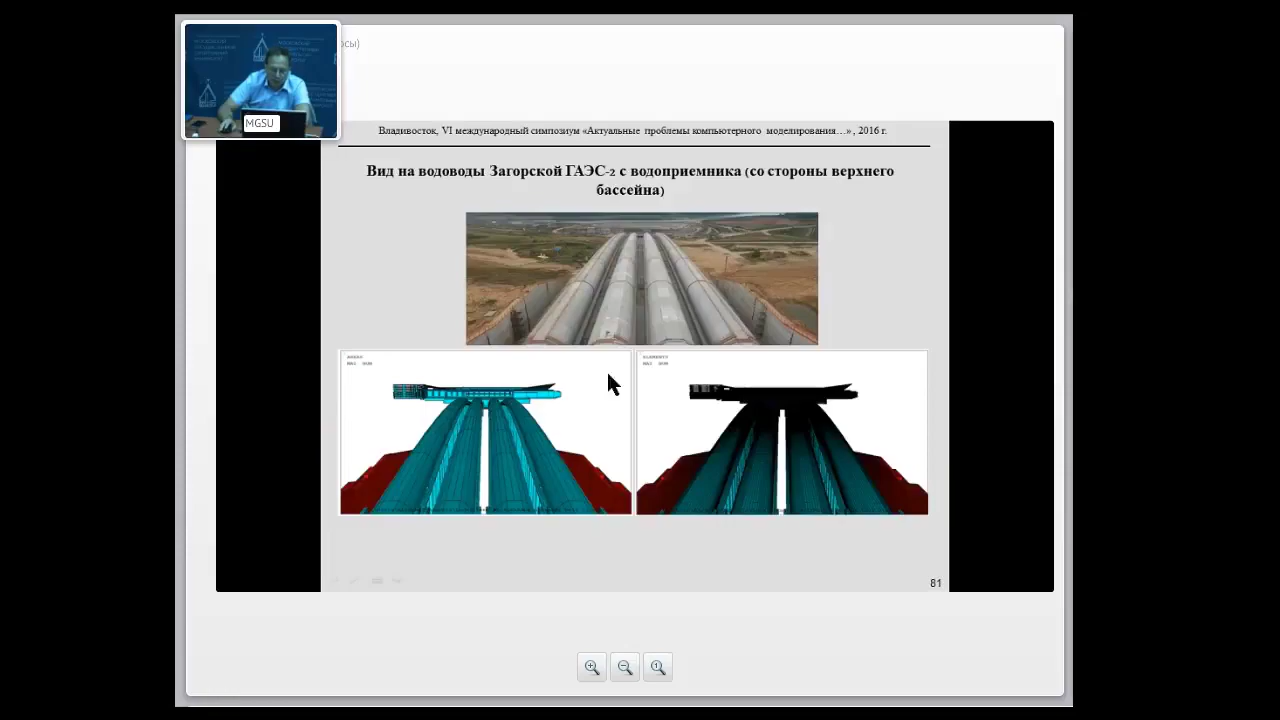 осы)
MGSU
Владивосток, VI международный симпозиум «Актуальные проблемы компьютерного моделирования…», 2016 г.
Вид на водоводы Загорской ГАЭС-2 с водоприемника (со стороны верхнего
бассейна)
81